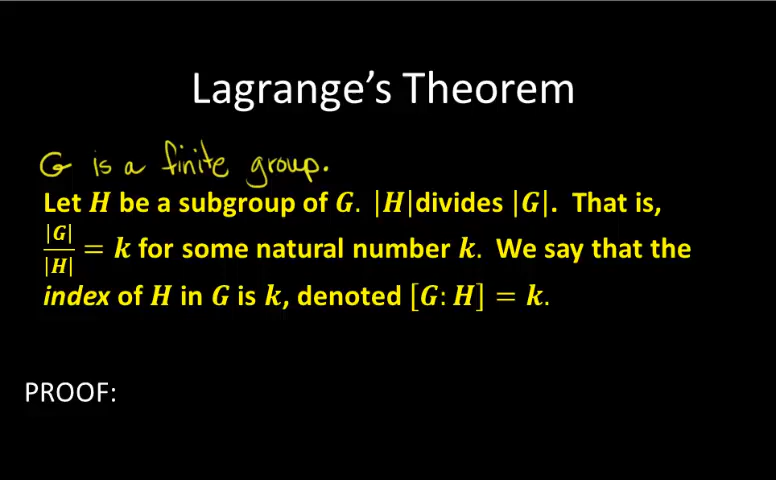 Lagrange's Theorem
G is a finite group.
Let H be a subgroup of G. |H| divides |G|. That is,
|G|/|H| = k for some natural number k. We say that the
index of H in G is k, denoted [G: H] = k.
PROOF: